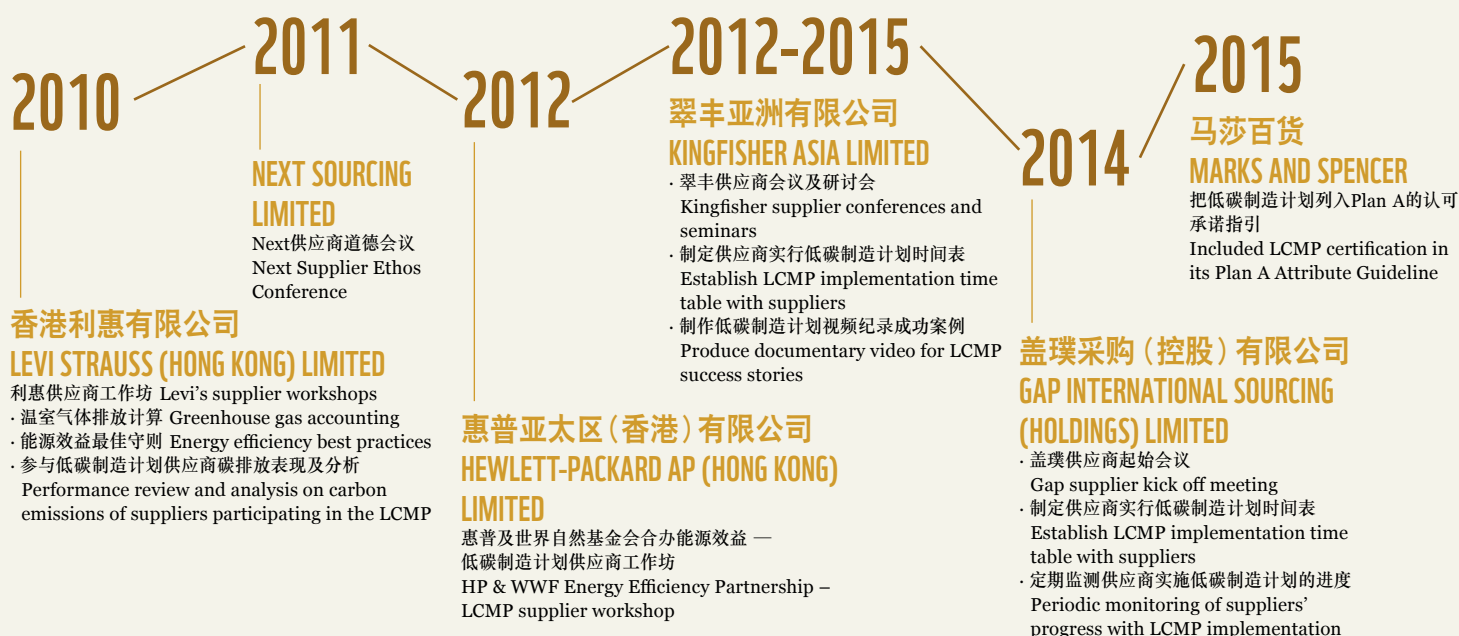 2010
香港利惠有限公司
LEVI STRAUSS (HONG KONG) LIMITED
利惠供应商工作坊 Levi’s supplier workshops
· 温室气体排放计算 Greenhouse gas accounting
· 能源效益最佳守则 Energy efficiency best practices
· 参与低碳制造计划供应商碳排放表现及分析
Performance review and analysis on carbon
emissions of suppliers participating in the LCMP
2011
NEXT SOURCING
LIMITED
Next供应商道德会议
Next Supplier Ethos
Conference
2012
惠普亚太区（香港）有限公司
HEWLETT-PACKARD AP (HONG KONG)
LIMITED
惠普及世界自然基金会合办能源效益 —
低碳制造计划供应商工作坊
HP & WWF Energy Efficiency Partnership –
LCMP supplier workshop
2012-2015
翠丰亚洲有限公司
KINGFISHER ASIA LIMITED
· 翠丰供应商会议及研讨会
Kingfisher supplier conferences and
seminars
· 制定供应商实行低碳制造计划时间表
Establish LCMP implementation time
table with suppliers
· 制作低碳制造计划视频纪录成功案例
Produce documentary video for LCMP
success stories
2014
盖璞采购（控股）有限公司
GAP INTERNATIONAL SOURCING
(HOLDINGS) LIMITED
· 盖璞供应商起始会议
Gap supplier kick off meeting
· 制定供应商实行低碳制造计划时间表
Establish LCMP implementation time
table with suppliers
· 定期监测供应商实施低碳制造计划的进度
Periodic monitoring of suppliers’
progress with LCMP implementation
2015
马莎百货
MARKS AND SPENCER
把低碳制造计划列入Plan A的认可
承诺指引
Included LCMP certification in
its Plan A Attribute Guideline